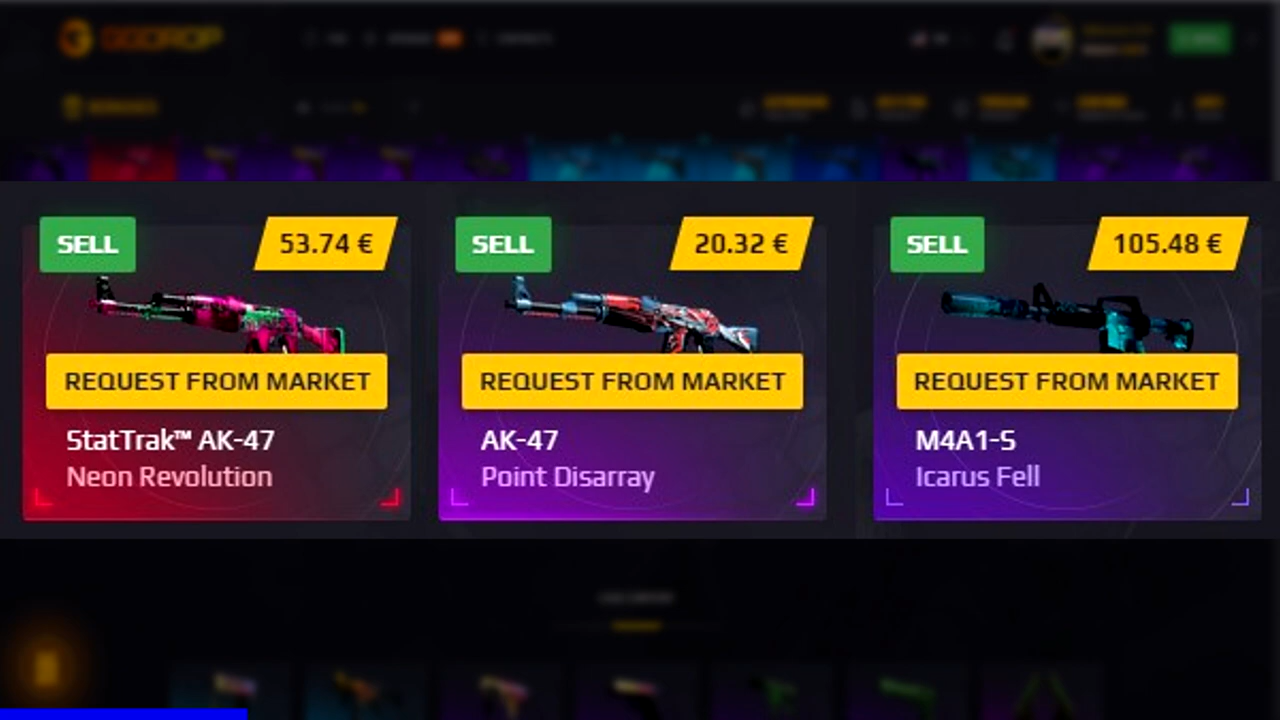 GGDROP
SELL
53.74 €
REQUEST FROM MARKET
StatTrak™ AK-47
Neon Revolution
SELL
20.32 €
REQUEST FROM MARKET
AK-47
Point Disarray
SELL
105.48 €
REQUEST FROM MARKET
M4A1-S
Icarus Fell